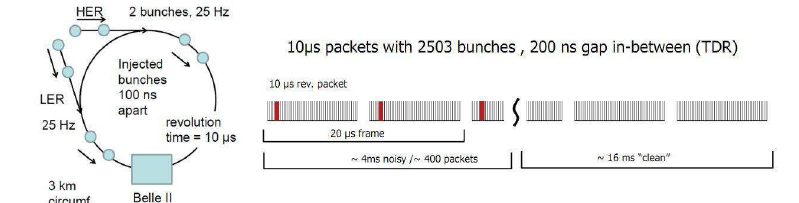 HER
2 bunches, 25 Hz
Injected
bunches
100 ns
apart
LER
25 Hz
revolution
time = 10 µs
3 km
circumf
Belle II
10µs packets with 2503 bunches , 200 ns gap in-between (TDR)
10 µs rev. packet
20 µs frame
~ 4ms noisy /~ 400 packets
~ 16 ms “clean”